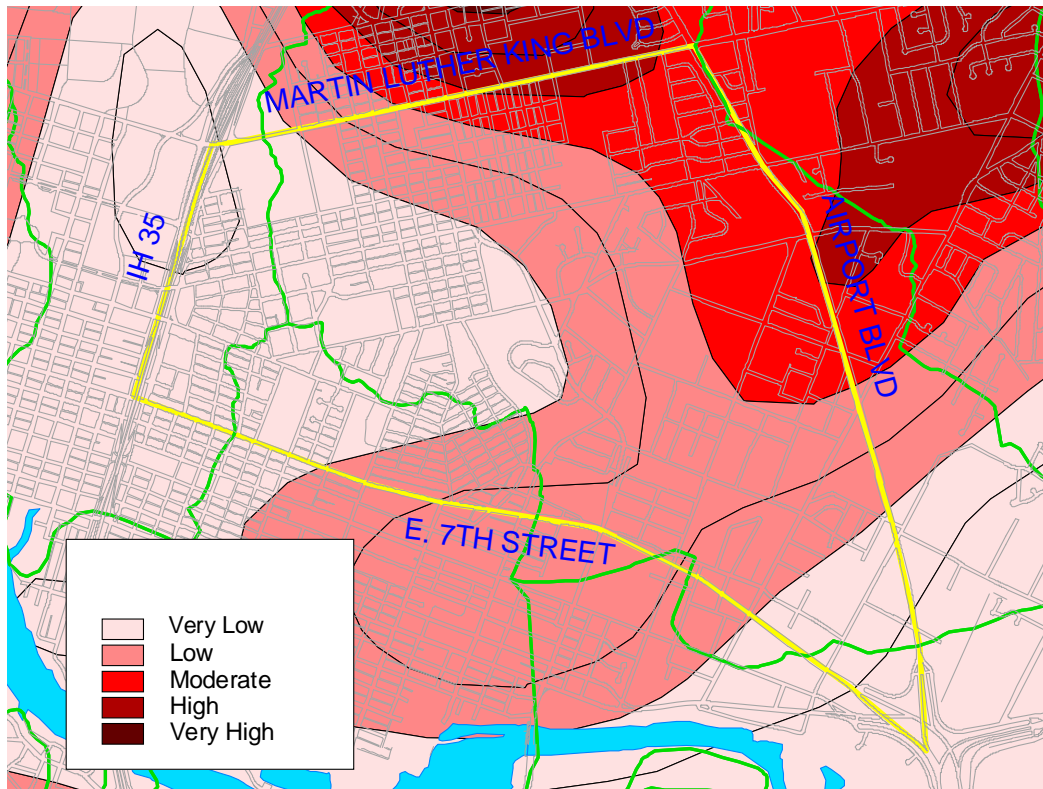 MARTIN LUTHER KING BLVD
IH 35
AIRPORT BLVD
E. 7TH STREET
Very Low
Low
Moderate
High
Very High